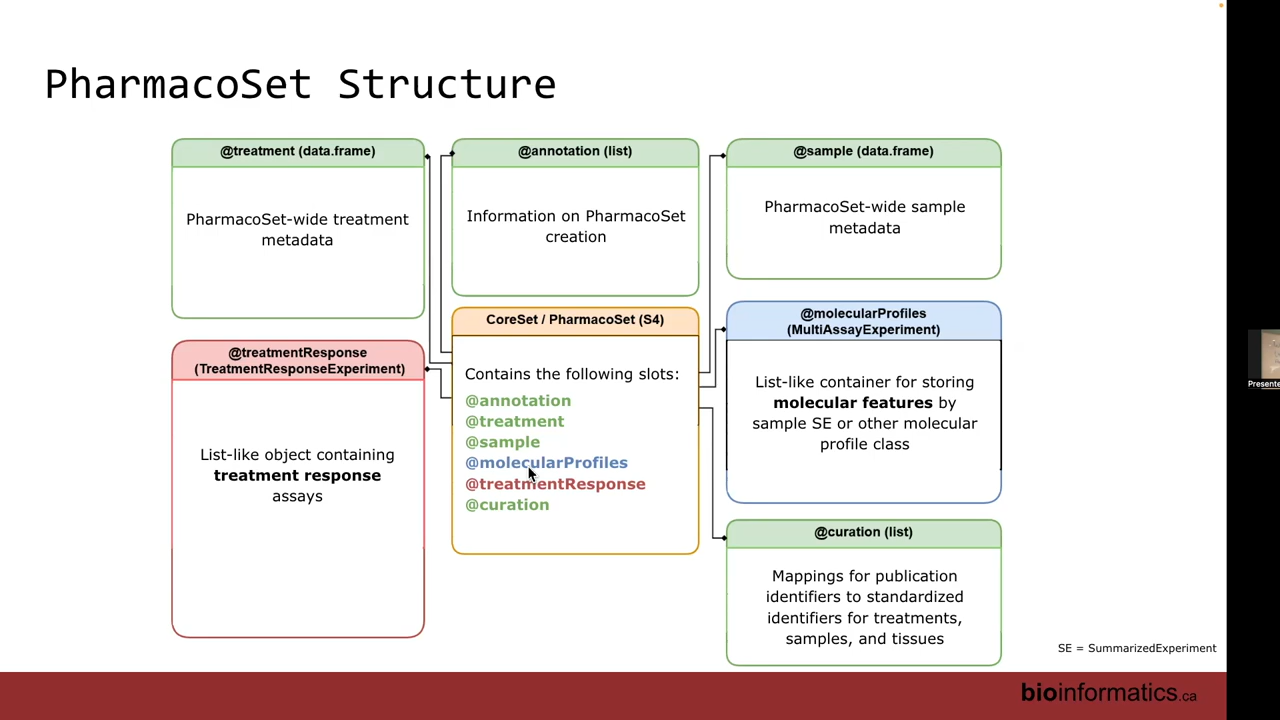 PharmacoSet Structure
@treatment (data.frame)
PharmacoSet-wide treatment
metadata
@annotation (list)
Information on PharmacoSet
creation
@sample (data.frame)
PharmacoSet-wide sample
metadata
@treatmentResponse
(TreatmentResponseExperiment)
List-like object containing
treatment response
assays
CoreSet / PharmacoSet (S4)
Contains the following slots:
@annotation
@treatment
@sample
@molecularProfiles
@treatmentResponse
@curation
@molecularProfiles
(MultiAssayExperiment)
List-like container for storing
molecular features by
sample SE or other molecular
profile class
@curation (list)
Mappings for publication
identifiers to standardized
identifiers for treatments,
samples, and tissues
SE = SummarizedExperiment
bioinformatics.ca